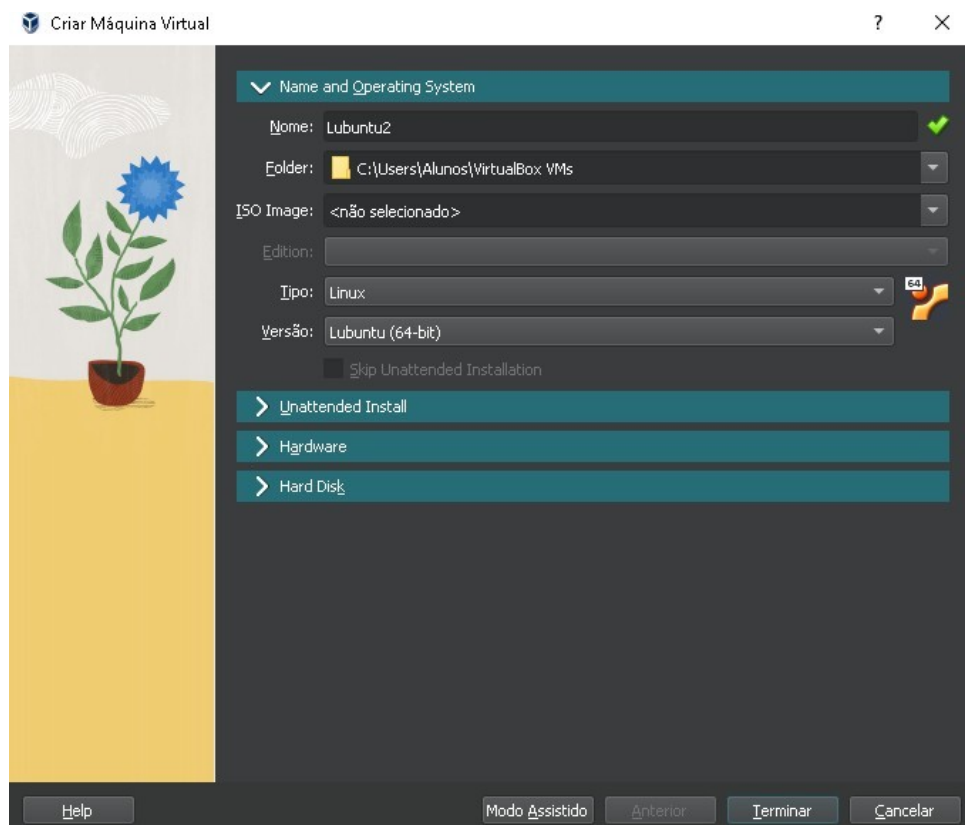 Criar Máquina Virtual
Name and Operating System
Nome: Lubuntu2
Folder: C:\Users\Alunos\VirtualBox VMs
ISO Image: <não selecionado>
Edition:
Tipo: Linux
64
Versão: Lubuntu (64-bit)
Skip Unattended Installation
Unattended Install
Hardware
Hard Disk
Help Modo Assistido Anterior Terminar Cancelar